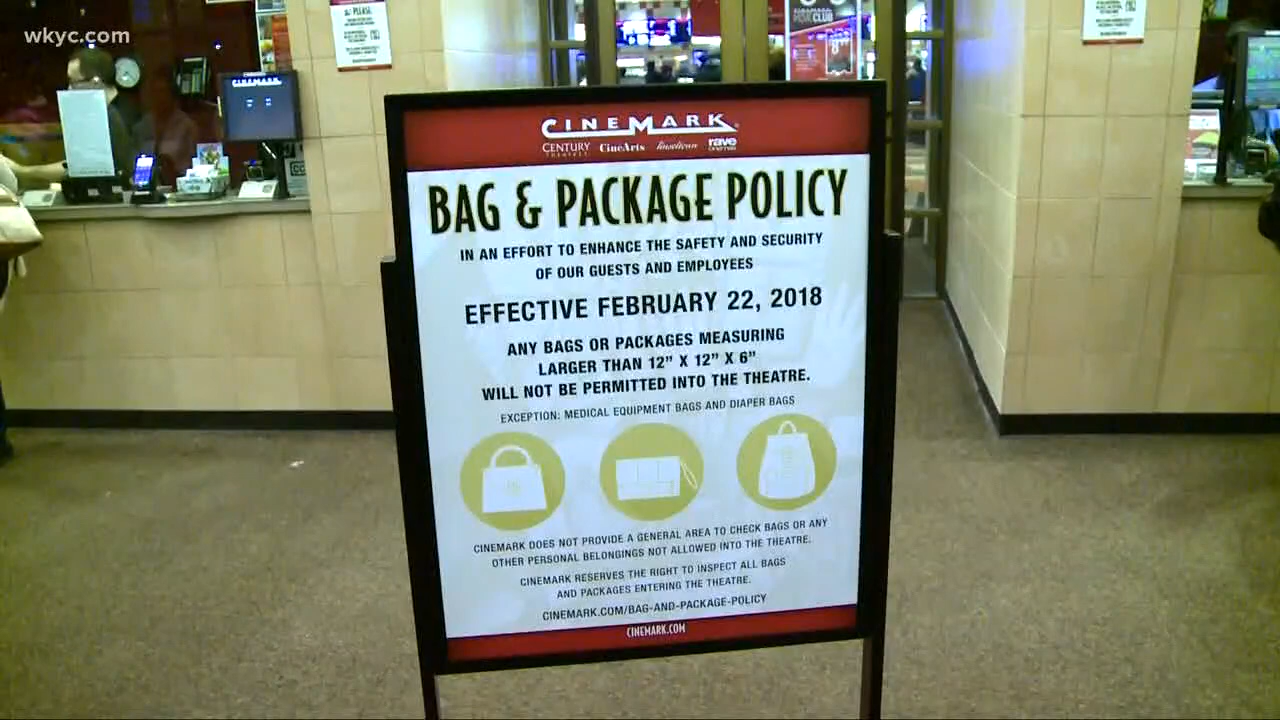 wkyc.com
PLEASE
CINEMARK
CINEMARK
CENTURY THEATRES CineArts Tinseltown rave
BAG & PACKAGE POLICY
IN AN EFFORT TO ENHANCE THE SAFETY AND SECURITY
OF OUR GUESTS AND EMPLOYEES
EFFECTIVE FEBRUARY 22, 2018
ANY BAGS OR PACKAGES MEASURING
LARGER THAN 12" X 12" X 6"
WILL NOT BE PERMITTED INTO THE THEATRE.
EXCEPTION: MEDICAL EQUIPMENT BAGS AND DIAPER BAGS
CINEMARK DOES NOT PROVIDE A GENERAL AREA TO CHECK BAGS OR ANY
OTHER PERSONAL BELONGINGS NOT ALLOWED INTO THE THEATRE.
CINEMARK RESERVES THE RIGHT TO INSPECT ALL BAGS
AND PACKAGES ENTERING THE THEATRE.
CINEMARK.COM/BAG-AND-PACKAGE-POLICY
CINEMARK.COM